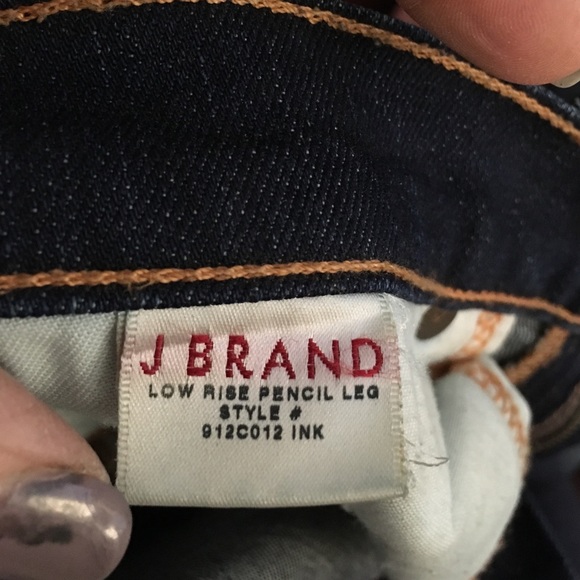 J BRAND
LOW RISE PENCIL LEG
STYLE #
912C012 INK